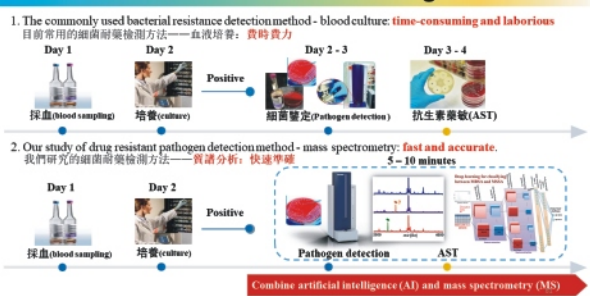 1. The commonly used bacterial resistance detection method - blood culture: time-consuming and laborious
目前常用的細菌耐藥檢測方法——血液培養：費時費力
Day 1 Day 2 Day 2 - 3 Day 3 - 4
Positive
採血(blood sampling) 培養(culture) 細菌鑒定(Pathogen detection) 抗生素藥敏(AST)
2. Our study of drug resistant pathogen detection method - mass spectrometry: fast and accurate.
我們研究的細菌耐藥檢測方法——質譜分析：快速準確
5 – 10 minutes
Day 1 Day 2
Positive
採血(blood sampling) 培養(culture) Pathogen detection AST
Combine artificial intelligence (AI) and mass spectrometry (MS)